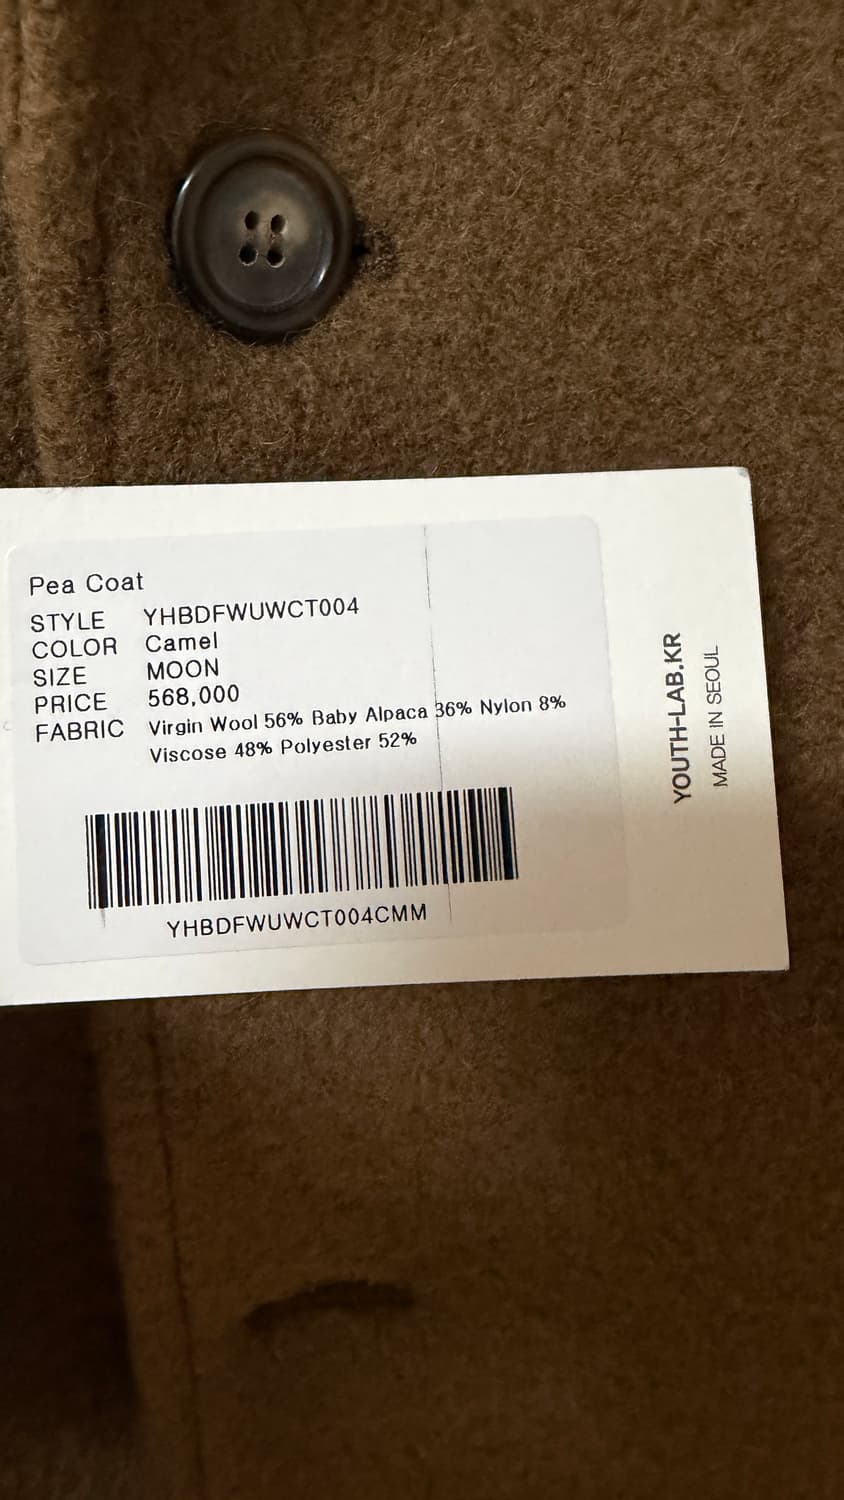 Pea Coat
STYLE YHBDFWUWCT004
COLOR Camel
SIZE MOON
PRICE 568,000
FABRIC Virgin Wool 56% Baby Alpaca 36% Nylon 8%
Viscose 48% Polyester 52%
YHBDFWUWCT004CMM
YOUTH-LAB.KR
MADE IN SEOUL